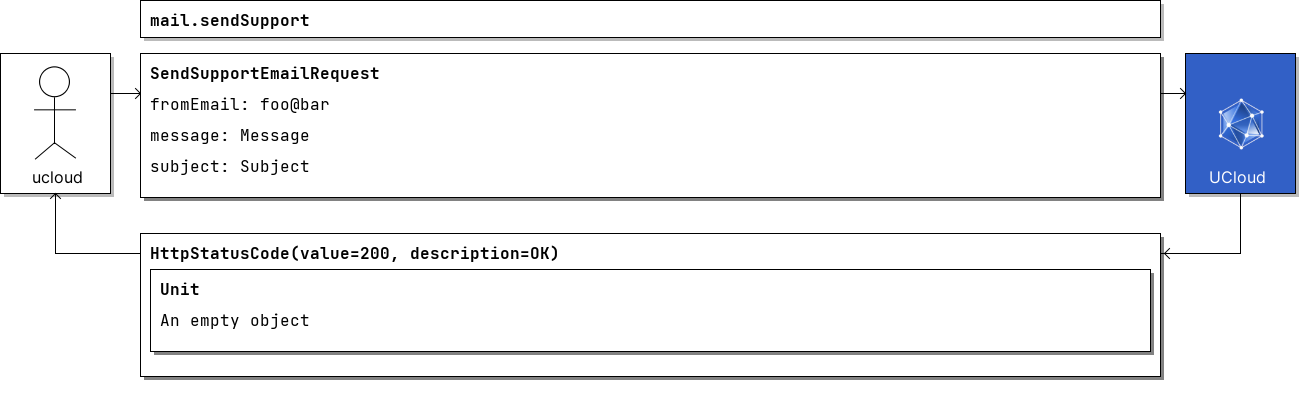 mail.sendSupport
SendSupportEmailRequest
fromEmail: foo@bar
message: Message
subject: Subject
ucloud
UCloud
HttpStatusCode(value=200, description=OK)
Unit
An empty object